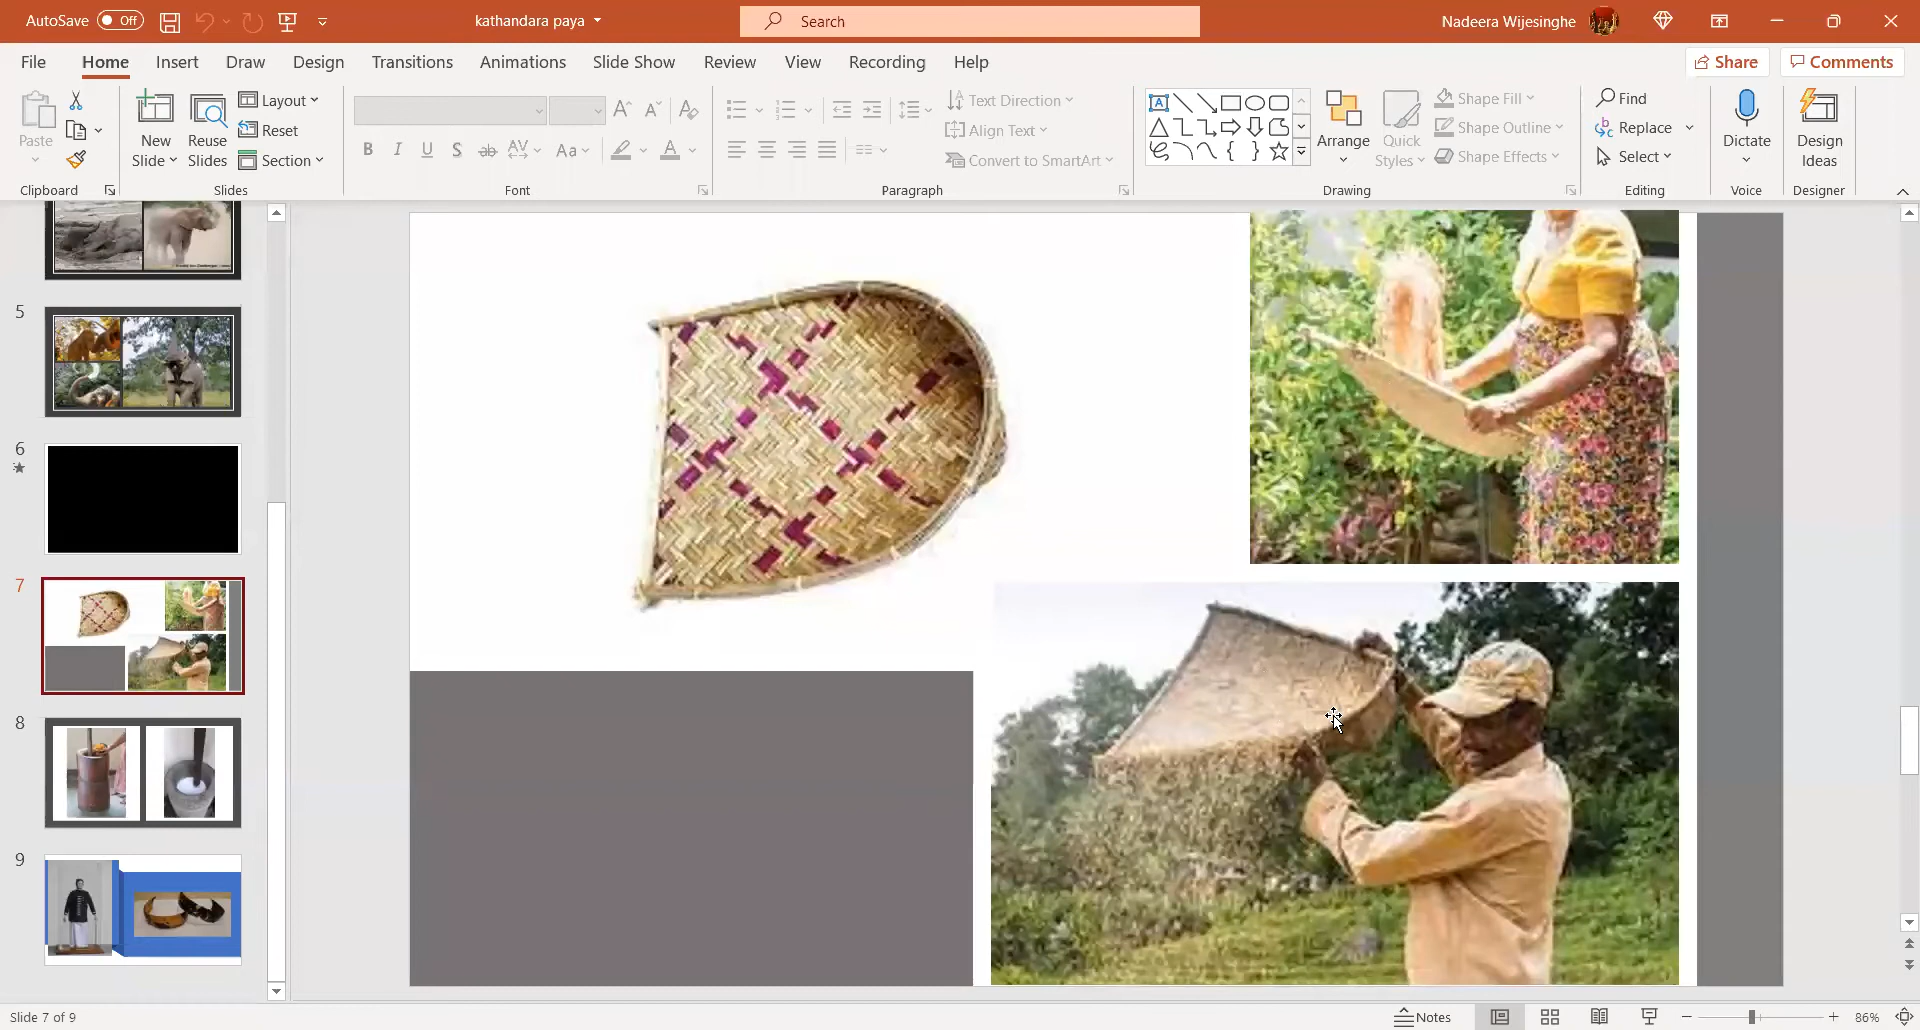 AutoSave Off kathandara paya Search Nadeera Wijesinghe
File Home Insert Draw Design Transitions Animations Slide Show Review View Recording Help Share Comments
Paste
New Slide
Reuse Slides
Layout
Reset
Section
B I U S ab AV Aa A
Text Direction
Align Text
Convert to SmartArt
Arrange
Quick Styles
Shape Fill
Shape Outline
Shape Effects
Find
Replace
Select
Dictate
Design Ideas
Clipboard Slides Font Paragraph Drawing Editing Voice Designer
5
6
7
8
9
Slide 7 of 9 Notes 86%